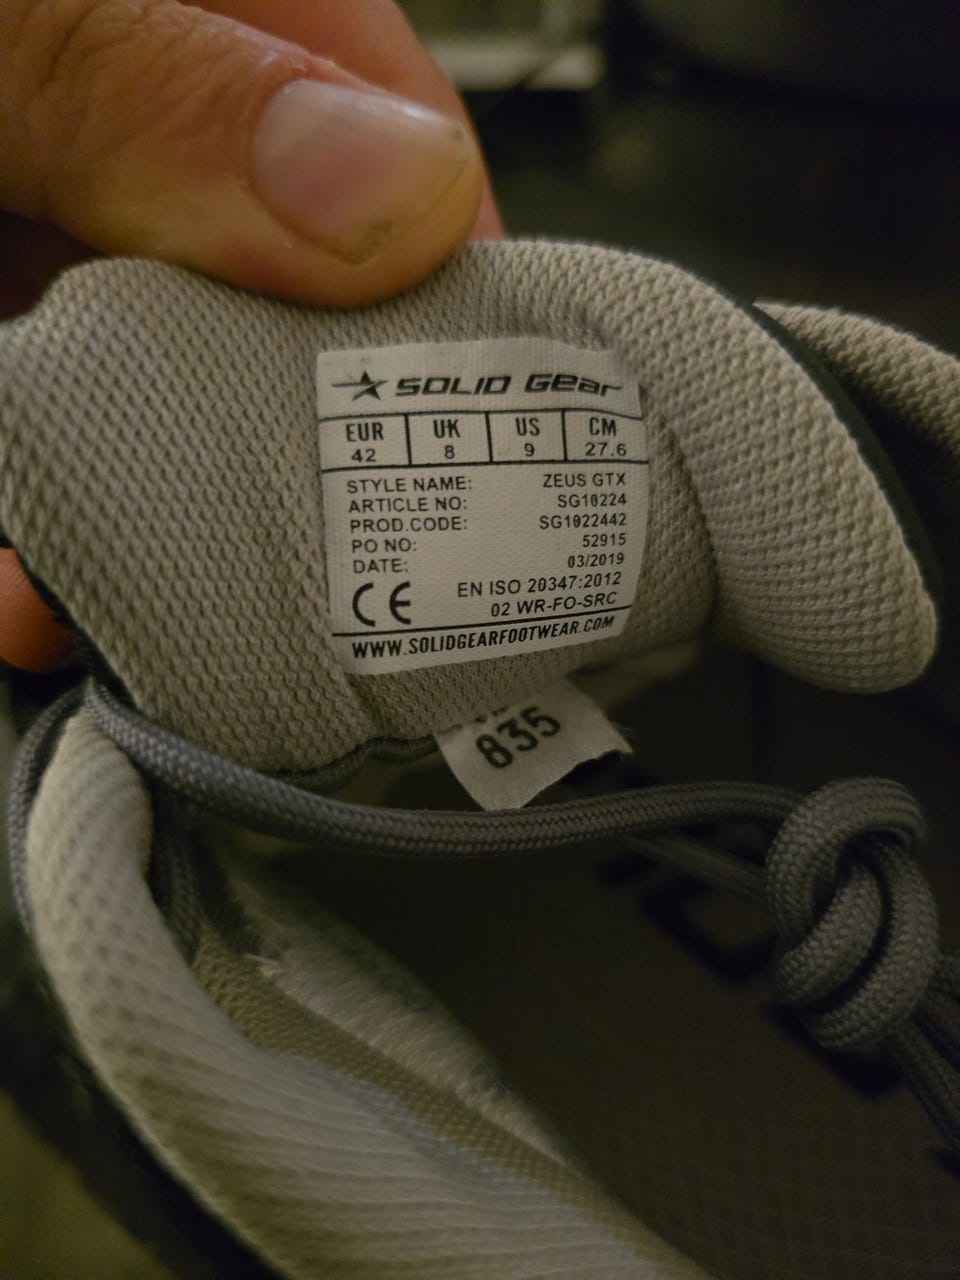 SOLID GEar
EUR UK US CM
42 8 9 27.6
STYLE NAME: ZEUS GTX
ARTICLE NO: SG10224
PROD.CODE: SG1022442
PO NO: 52915
DATE: 03/2019
CE EN ISO 20347:2012
02 WR-FO-SRC
WWW.SOLIDGEARFOOTWEAR.COM
835